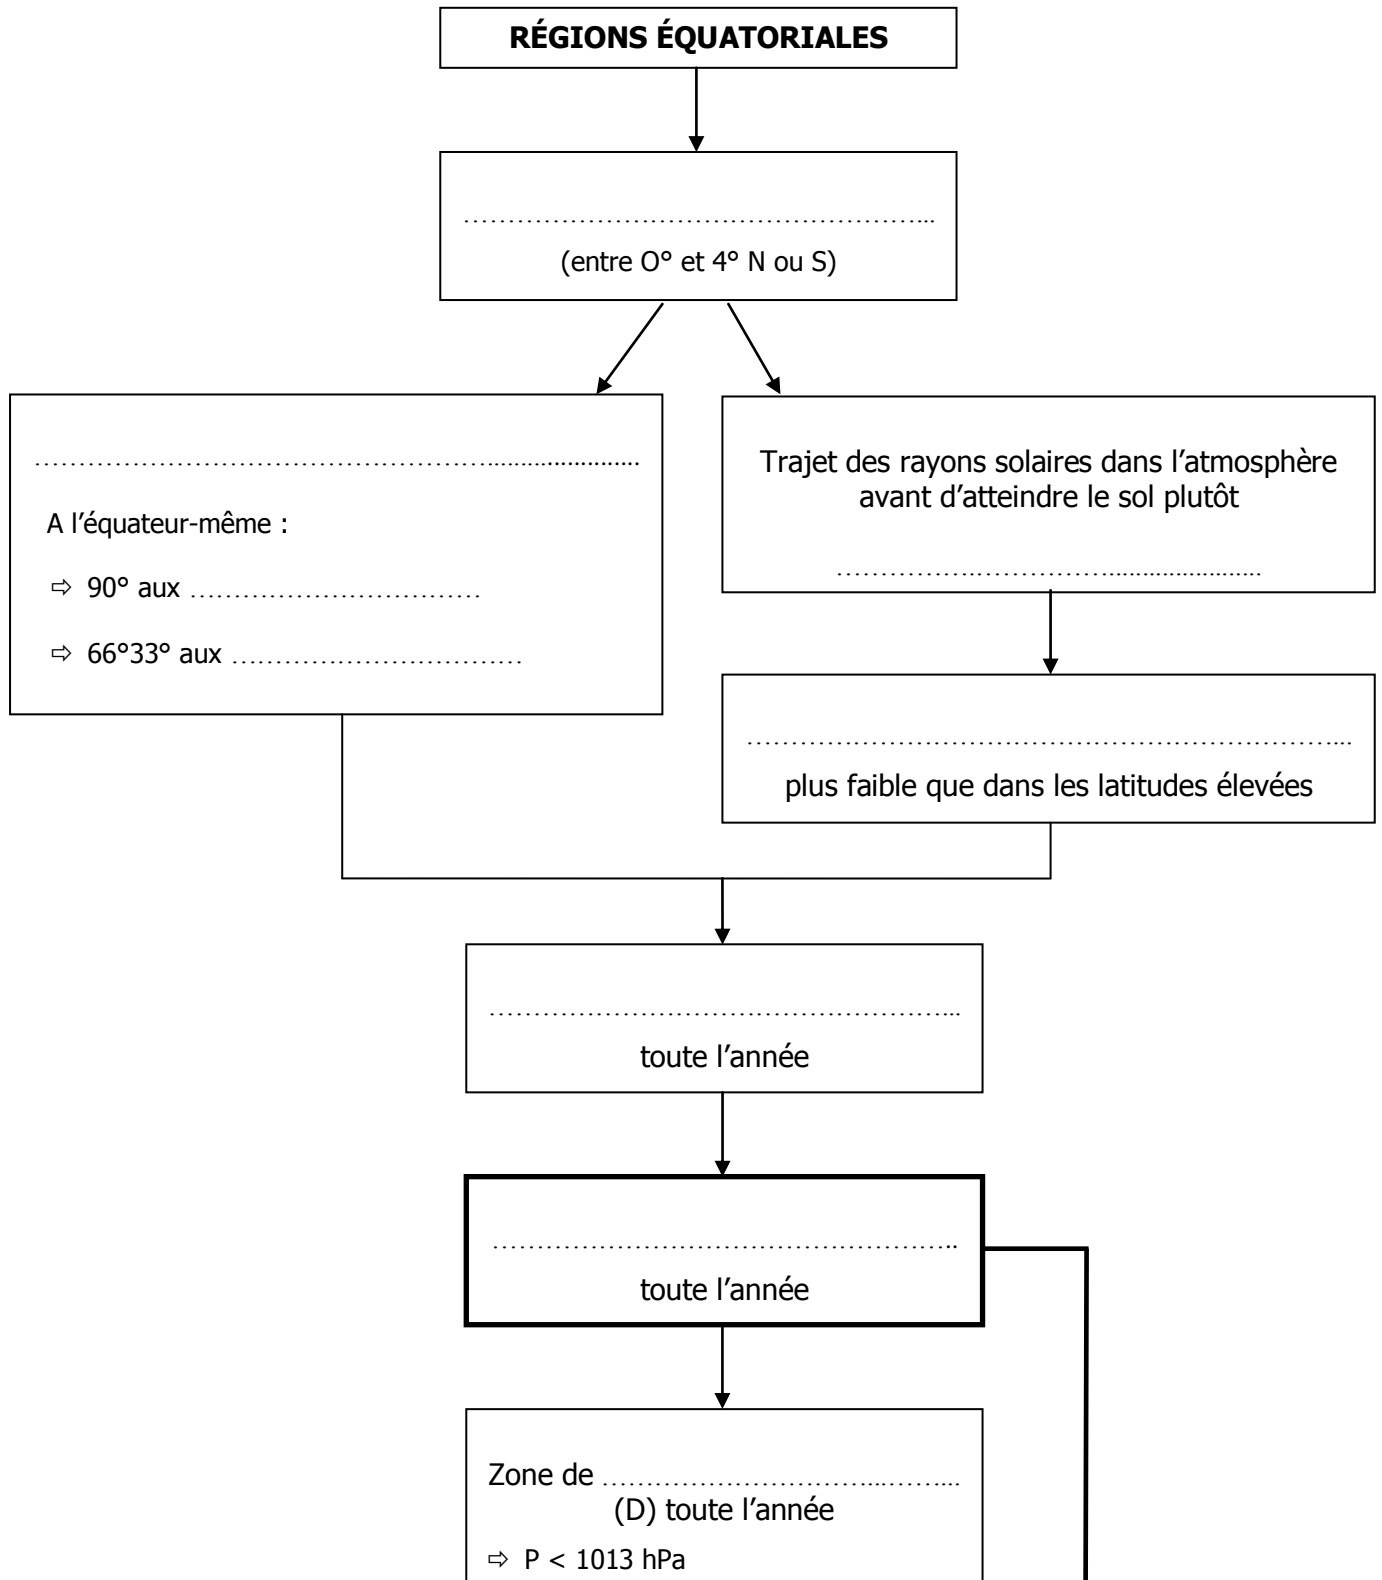 RÉGIONS ÉQUATORIALES
……………………………………………...
(entre O° et 4° N ou S)
……………………………………………......................
A l’équateur-même :
⇨ 90° aux ……………………………
⇨ 66°33° aux ……………………………
Trajet des rayons solaires dans l’atmosphère
avant d’atteindre le sol plutôt
…………………………......................
…………………………………………………………...
plus faible que dans les latitudes élevées
……………………………………………...
toute l’année
……………………………………………..
toute l’année
Zone de …………………………...……...
(D) toute l’année
⇨ P < 1013 hPa